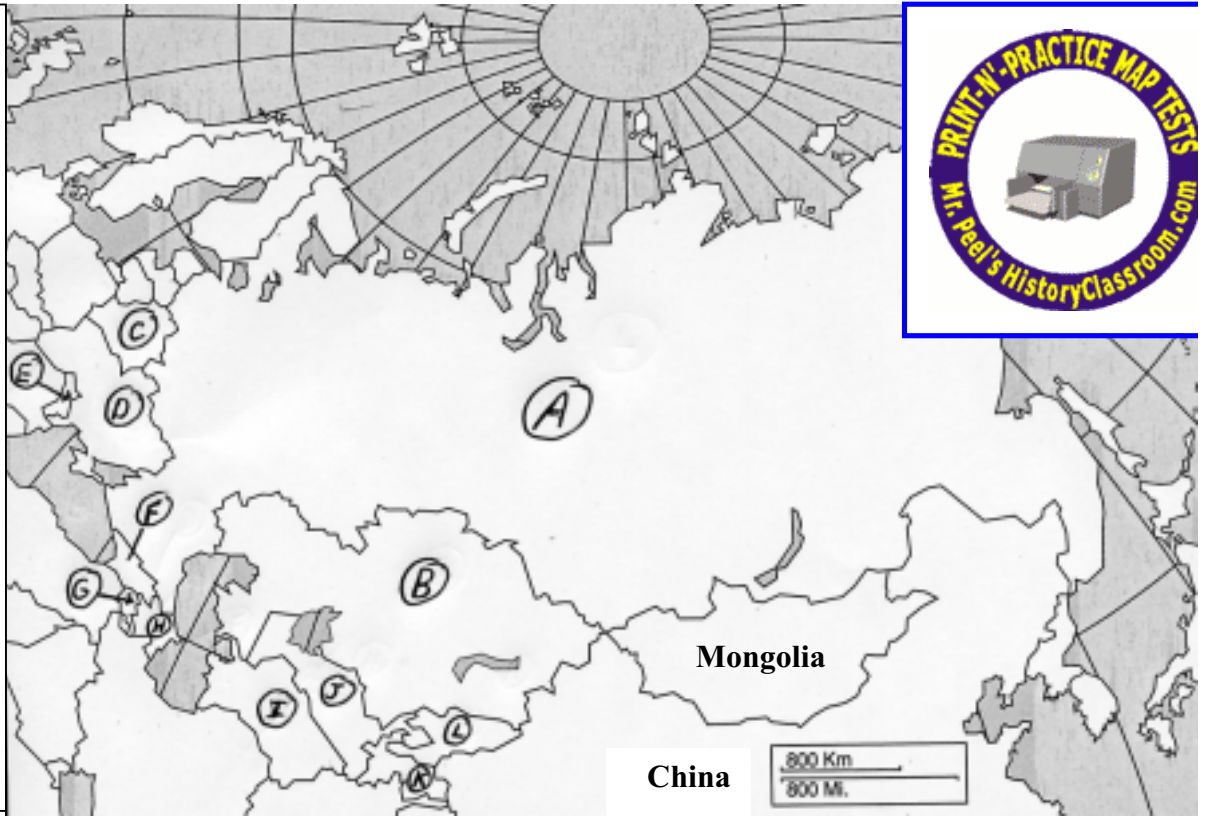 PRINT-N'-PRACTICE MAP TESTS
Mr. Peel's HistoryClassroom.com
C
E
D
A
F
B
G
H
Mongolia
J
I
L
K
China
800 Km
800 Mi.